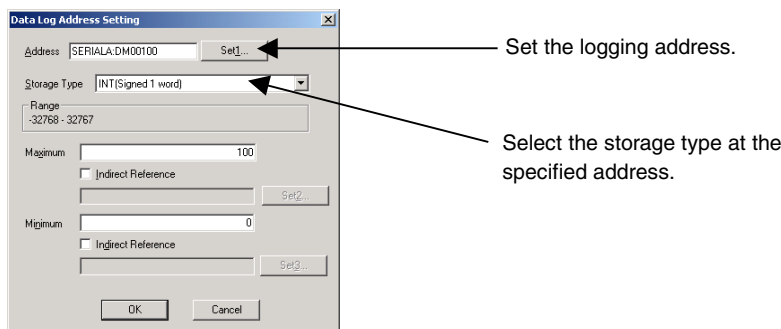 Data Log Address Setting
Address SERIALA:DM00100 Set1...
Set the logging address.
Storage Type INT(Signed 1 word)
Range
-32768 - 32767
Select the storage type at the
specified address.
Maximum 100
Indirect Reference
Set2...
Minimum 0
Indirect Reference
Set3...
OK Cancel